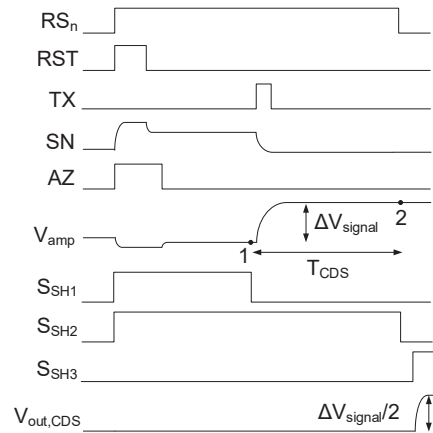 RSₙ
RST
TX
SN
AZ
Vamp
1
ΔVsignal
2
TCDS
SSH1
SSH2
SSH3
Vout,CDS
ΔVsignal/2